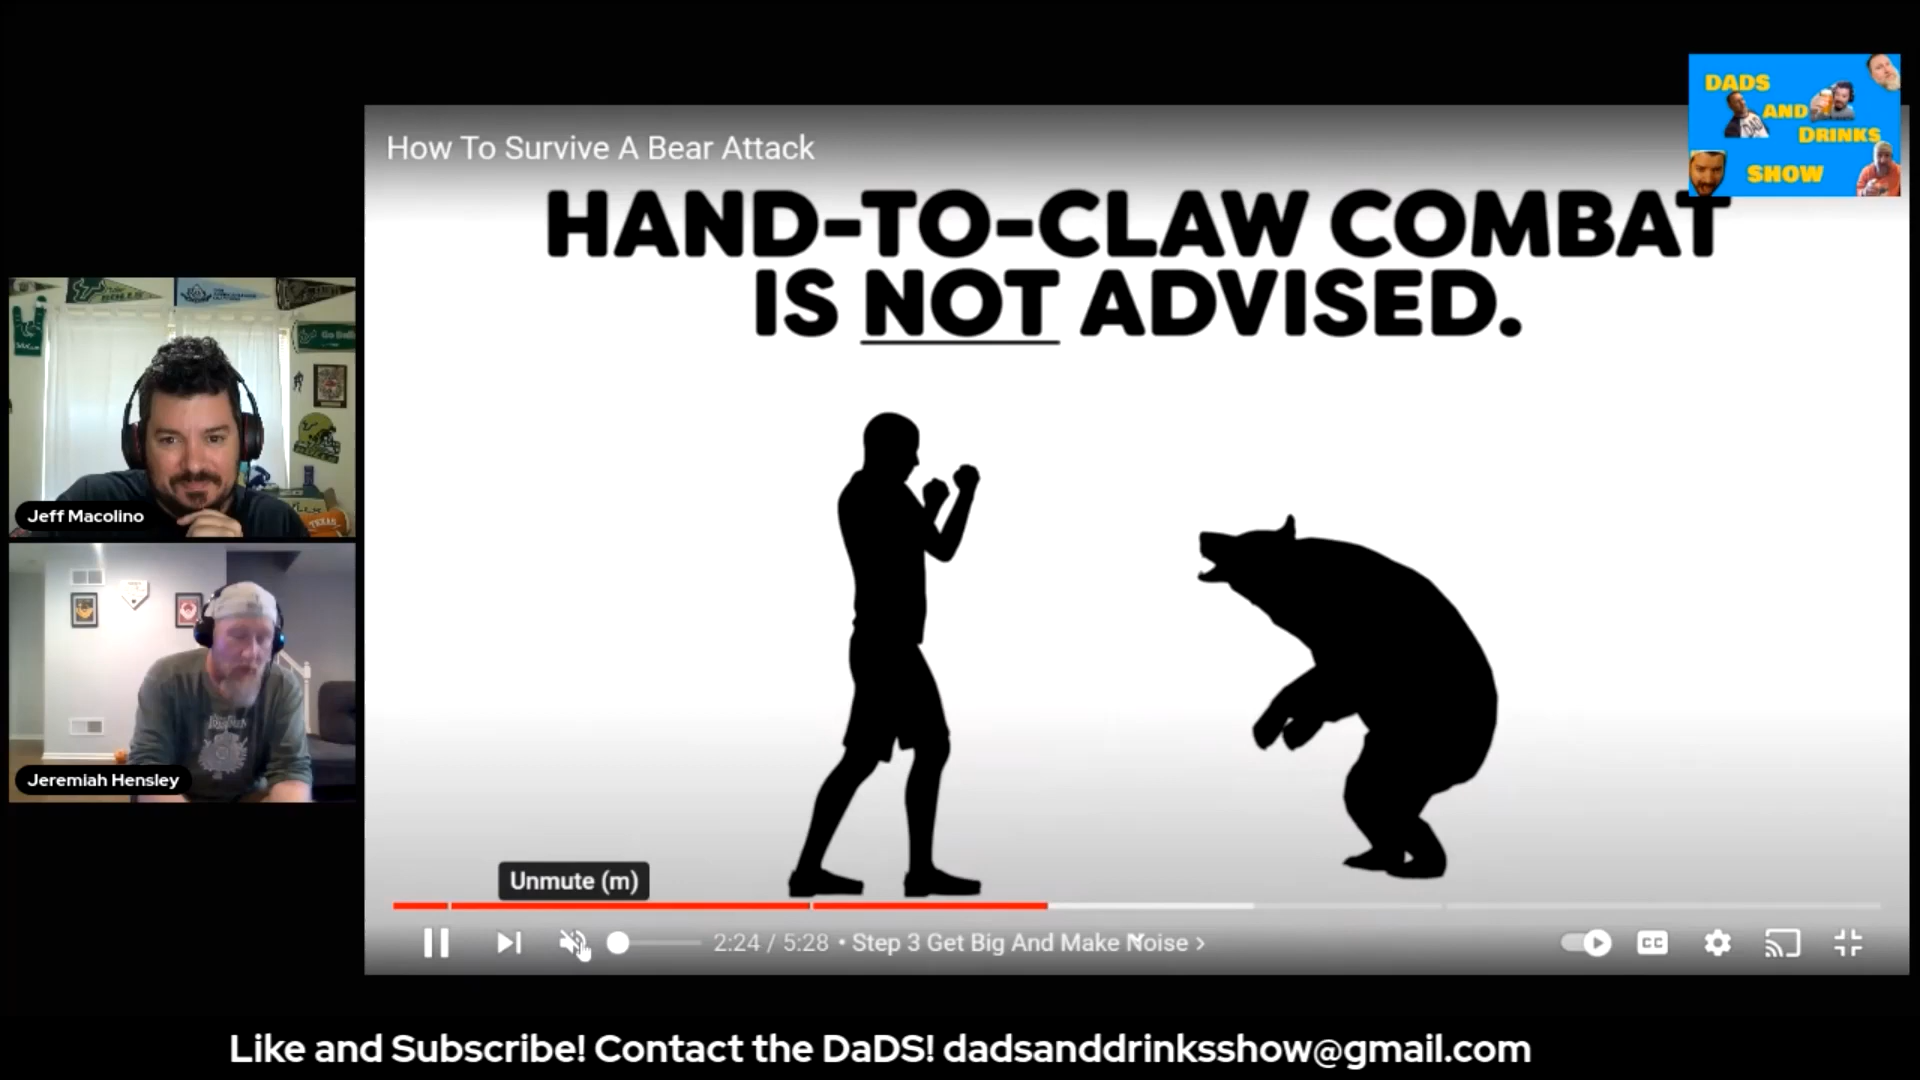 DADS
AND
DRINKS
SHOW
How To Survive A Bear Attack
HAND-TO-CLAW COMBAT
IS NOT ADVISED.
Jeff Macolino
Jeremiah Hensley
TEXAS
Unmute (m)
2:24 / 5:28 • Step 3 Get Big And Make Noise ›
CC
Like and Subscribe! Contact the DaDS! dadsanddrinksshow@gmail.com